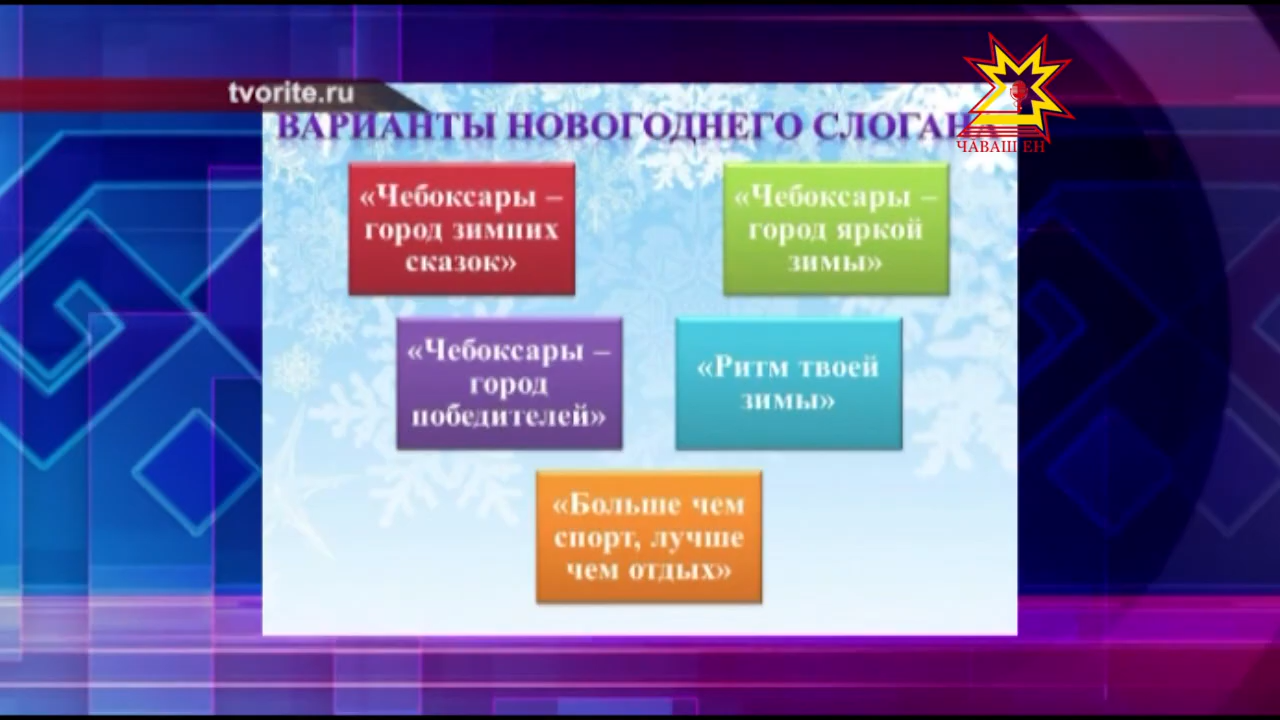 tvorite.ru
ЧӐВАШ ЕН
ВАРИАНТЫ НОВОГОДНЕГО СЛОГАНА
«Чебоксары –
город зимних
сказок»
«Чебоксары –
город яркой
зимы»
«Чебоксары –
город
победителей»
«Ритм твоей
зимы»
«Больше чем
спорт, лучше
чем отдых»